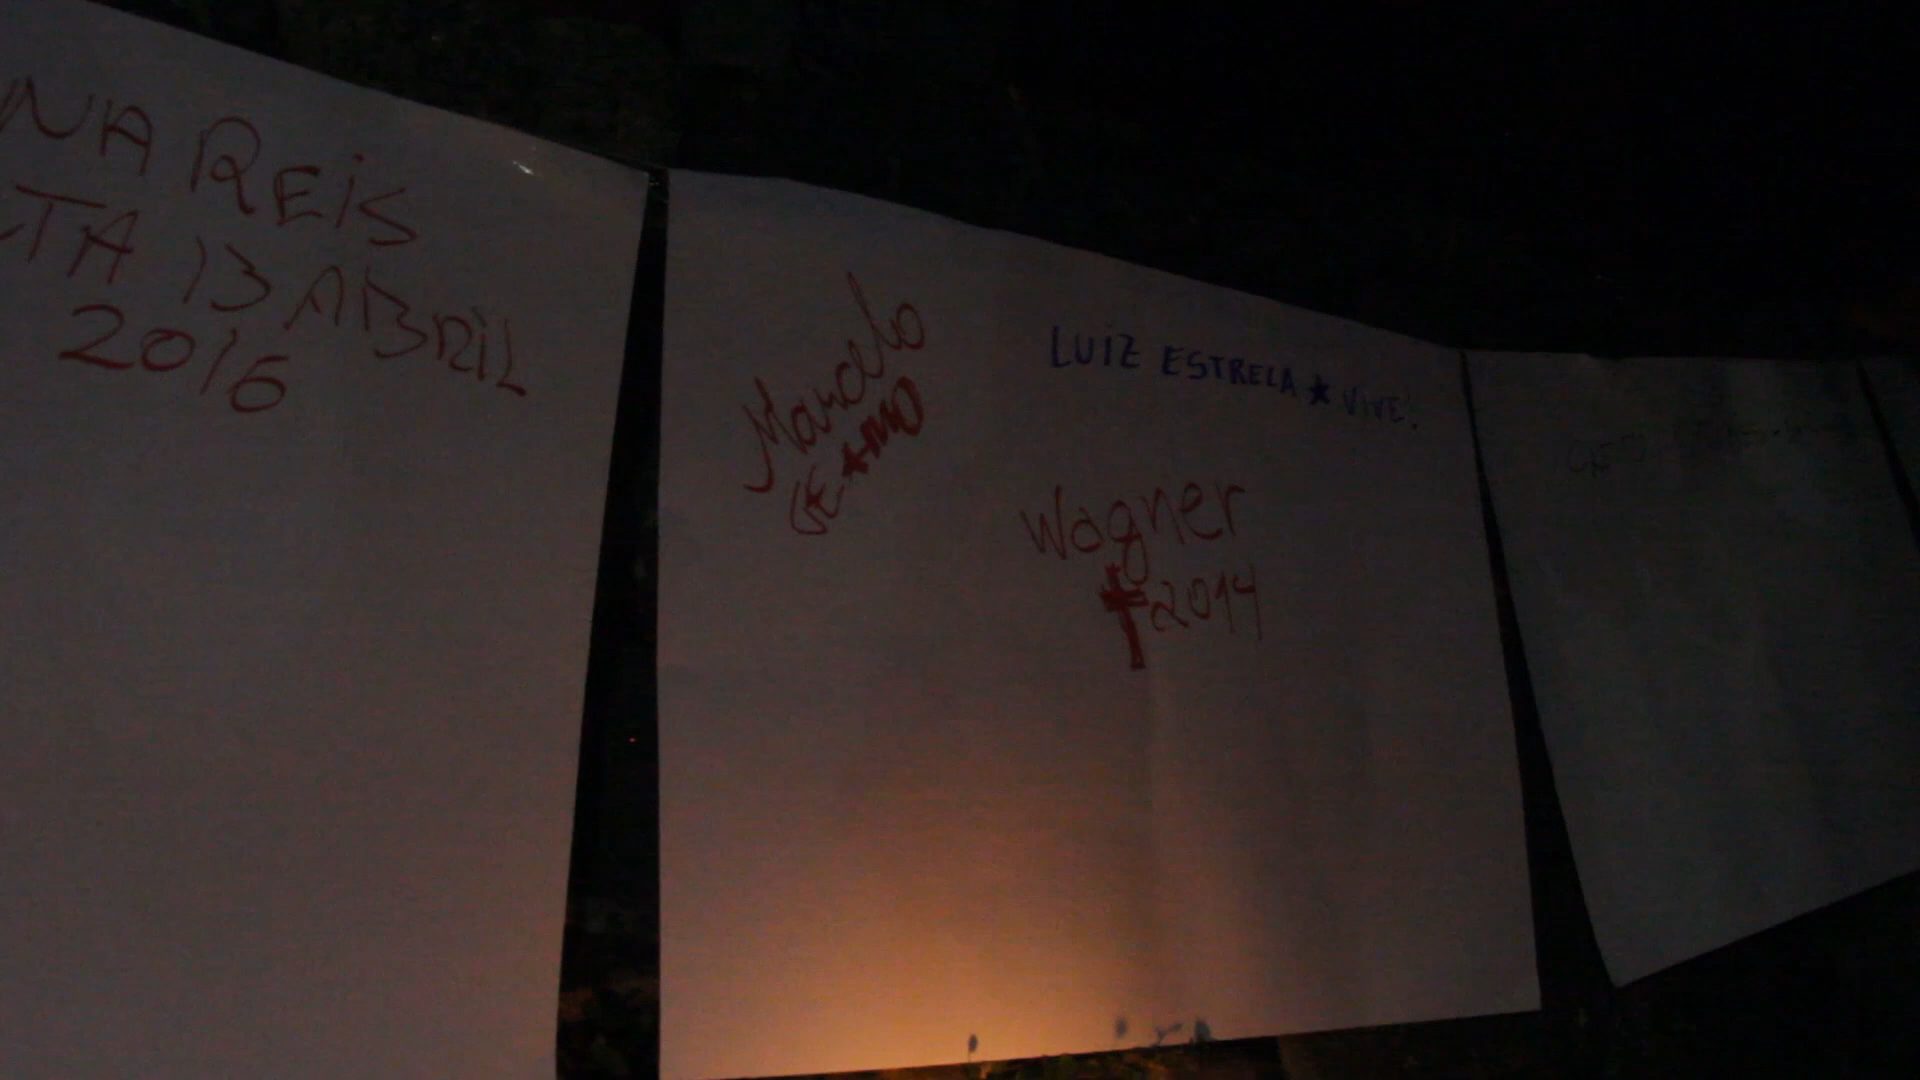 NA REIS
TA 13 ABRIL
2016
Marcelo
TE AMO
LUIZ ESTRELA ★ VIVE!
Wagner
✝ 2014